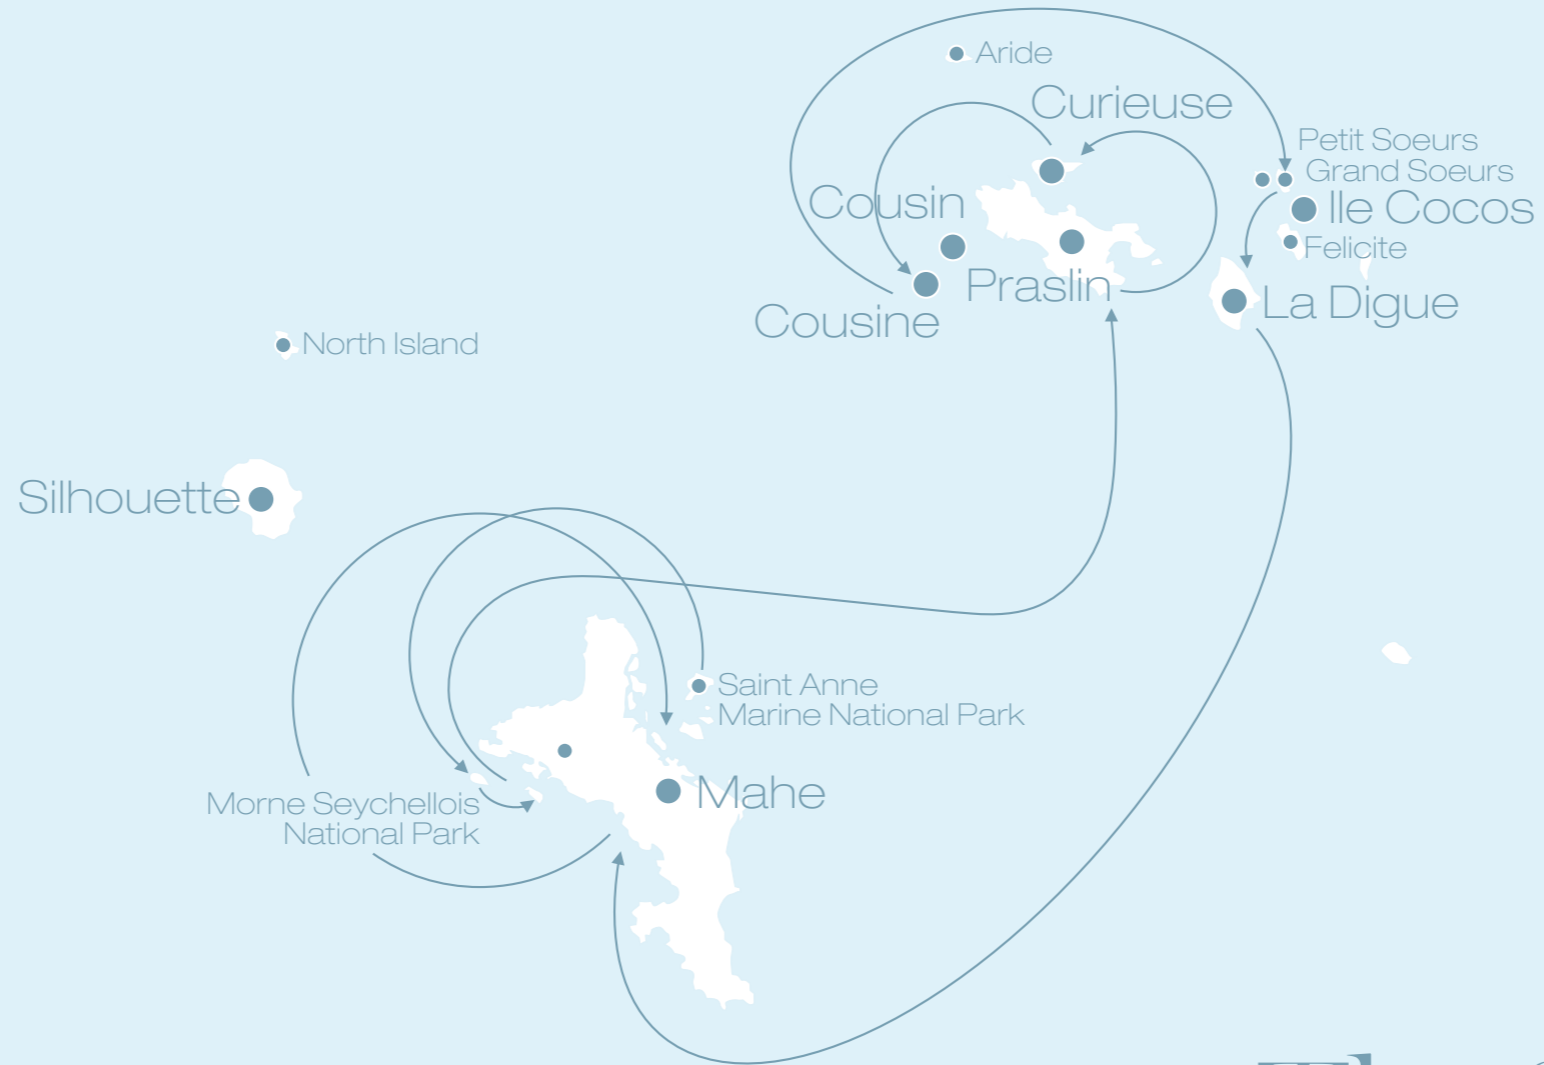 Aride
Curieuse
Petit Soeurs
Grand Soeurs
Cousin
Ile Cocos
Felicite
Praslin
La Digue
Cousine
North Island
Silhouette
Saint Anne
Marine National Park
Mahe
Morne Seychellois
National Park